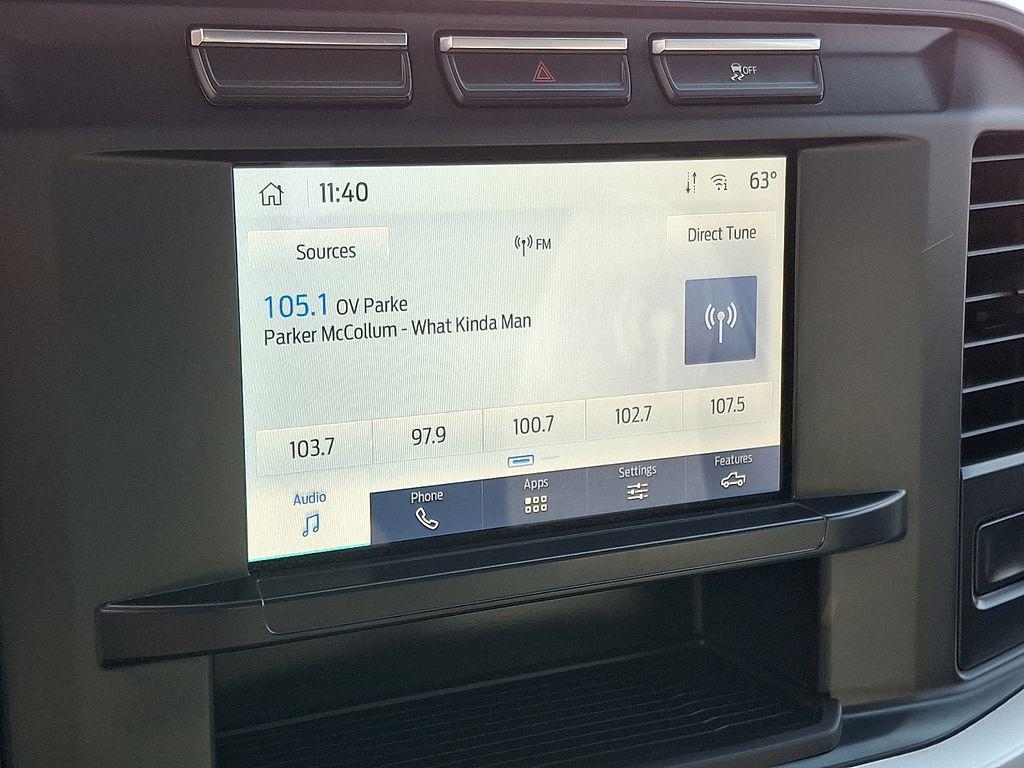 OFF
11:40
63°
Sources
FM
Direct Tune
105.1 OV Parke
Parker McCollum - What Kinda Man
103.7
97.9
100.7
102.7
107.5
Audio
Phone
Apps
Settings
Features